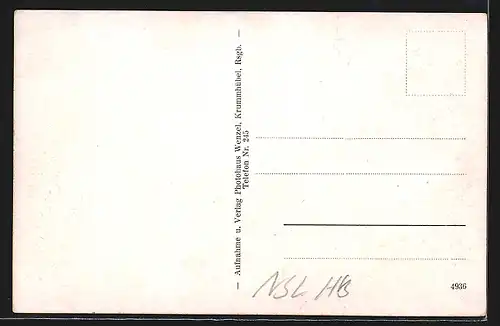 — Aufnahme u. Verlag Photohaus Wenzel, Krummhübel, Rsgb. —
Telefon Nr. 245
NSL HB
4936